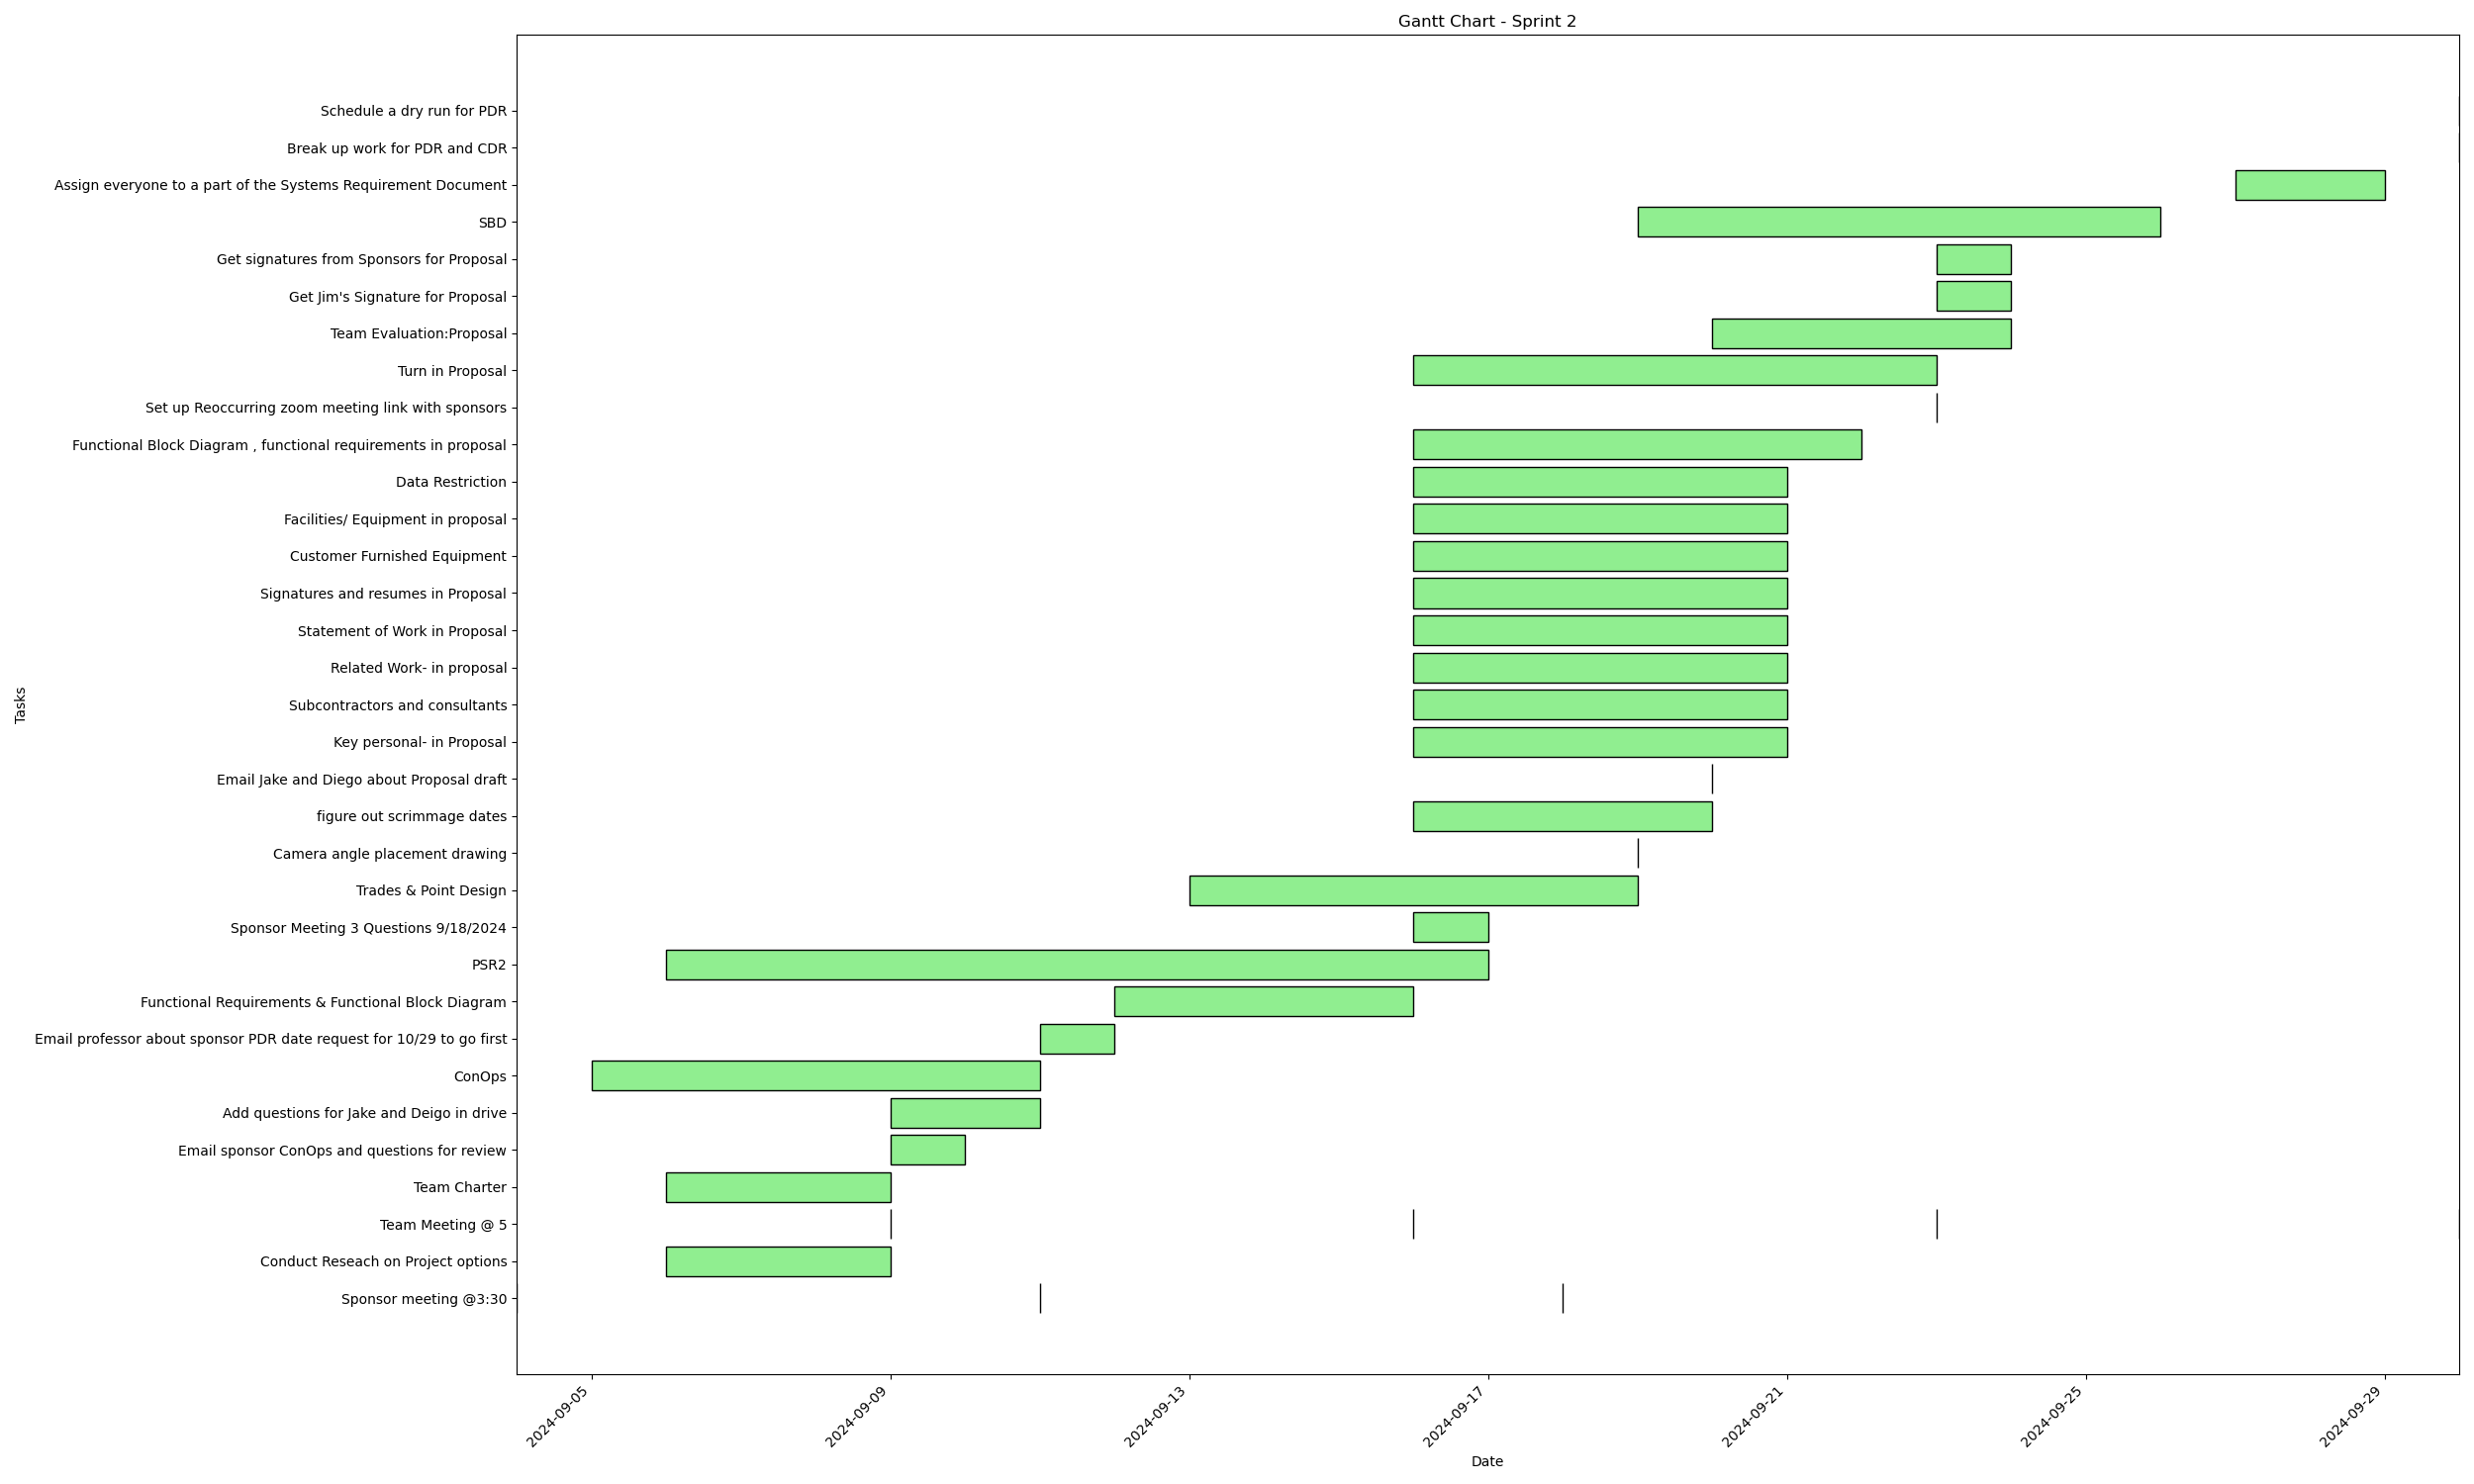 Gantt Chart - Sprint 2
Schedule a dry run for PDR
Break up work for PDR and CDR
Assign everyone to a part of the Systems Requirement Document
SBD
Get signatures from Sponsors for Proposal
Get Jim's Signature for Proposal
Team Evaluation:Proposal
Turn in Proposal
Set up Reoccurring zoom meeting link with sponsors
Functional Block Diagram , functional requirements in proposal
Data Restriction
Facilities/ Equipment in proposal
Customer Furnished Equipment
Signatures and resumes in Proposal
Statement of Work in Proposal
Related Work- in proposal
Subcontractors and consultants
Key personal- in Proposal
Email Jake and Diego about Proposal draft
figure out scrimmage dates
Camera angle placement drawing
Trades & Point Design
Sponsor Meeting 3 Questions 9/18/2024
PSR2
Functional Requirements & Functional Block Diagram
Email professor about sponsor PDR date request for 10/29 to go first
ConOps
Add questions for Jake and Deigo in drive
Email sponsor ConOps and questions for review
Team Charter
Team Meeting @ 5
Conduct Reseach on Project options
Sponsor meeting @3:30
Tasks
2024-09-05
2024-09-09
2024-09-13
2024-09-17
2024-09-21
2024-09-25
2024-09-29
Date